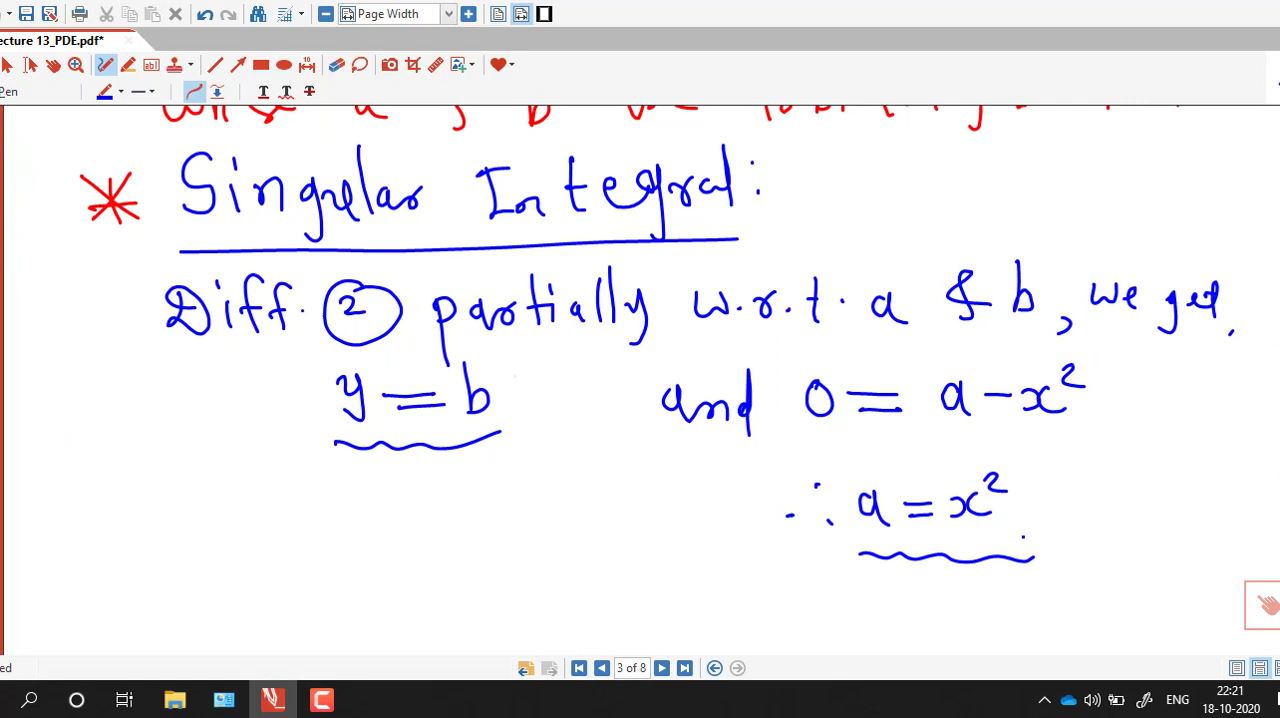 Page Width
ecture 13_PDE.pdf*
Pen
* Singular Integral:
Diff. ② partially w.r.t. a & b, we get,
y = b and 0 = a - x²
∴ a = x²
ed
3 of 8
ENG
22:21
18-10-2020